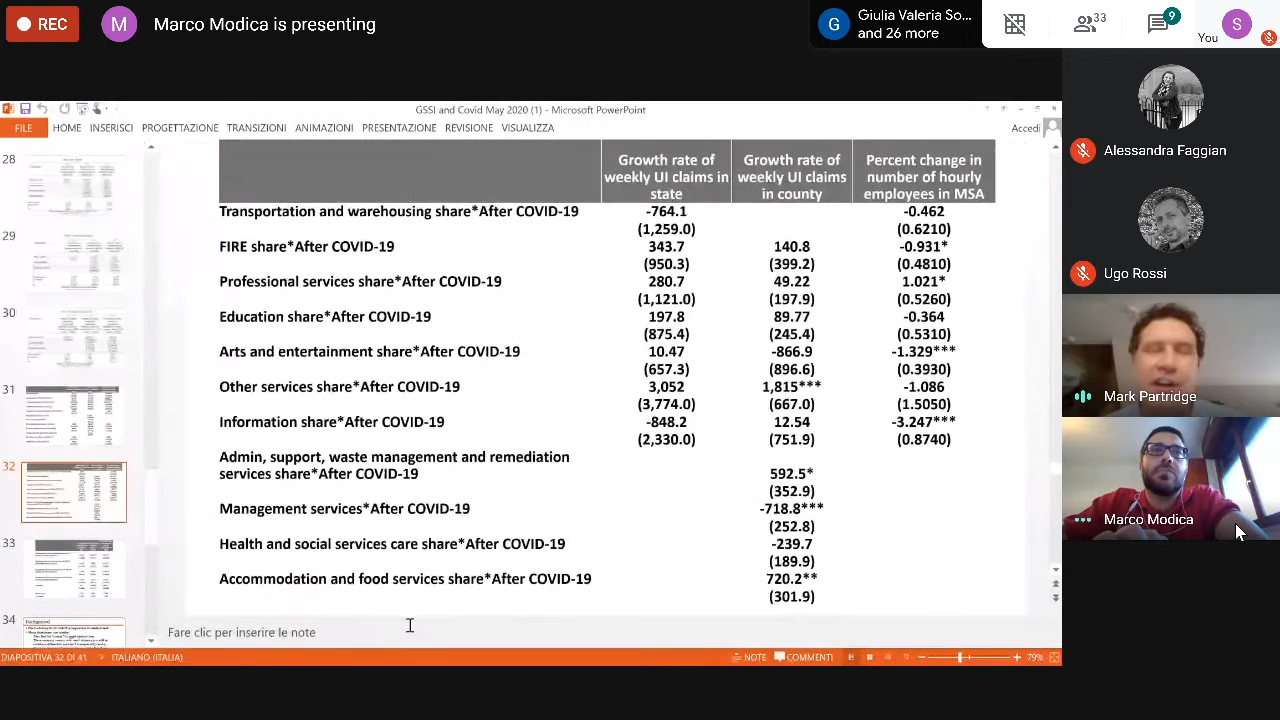 REC
M
Marco Modica is presenting
G
Giulia Valeria So...
and 26 more
33
9
You
S
GSSI and Covid May 2020 (1) - Microsoft PowerPoint
FILE HOME INSERISCI PROGETTAZIONE TRANSIZIONI ANIMAZIONI PRESENTAZIONE REVISIONE VISUALIZZA Accedi
28
29
30
31
32
33
34
Growth rate of weekly UI claims in state
Growth rate of weekly UI claims in county
Percent change in number of hourly employees in MSA
Transportation and warehousing share*After COVID-19 -764.1 -0.462
(1,259.0) (0.6210)
FIRE share*After COVID-19 343.7 140.8 -0.931*
(950.3) (399.2) (0.4810)
Professional services share*After COVID-19 280.7 49.22 1.021*
(1,121.0) (197.9) (0.5260)
Education share*After COVID-19 197.8 89.77 -0.364
(875.4) (245.4) (0.5310)
Arts and entertainment share*After COVID-19 10.47 -866.9 -1.329***
(657.3) (896.6) (0.3930)
Other services share*After COVID-19 3,052 1,815*** -1.086
(3,774.0) (667.0) (1.5050)
Information share*After COVID-19 -848.2 1254 ***
(2,330.0) (751.9) (0.8740)
Admin, support, waste management and remediation
services share*After COVID-19 592.5*
(352.9)
Management services*After COVID-19 -718.8***
(252.8)
Health and social services care share*After COVID-19 -239.7
(189.9)
Accommodation and food services share*After COVID-19 720.2**
(301.9)
Background
Fare clic per inserire le note
DIAPOSITIVA 32 DI 41 ITALIANO (ITALIA) NOTE COMMENTI 79%
Alessandra Faggian
Ugo Rossi
Mark Partridge
Marco Modica